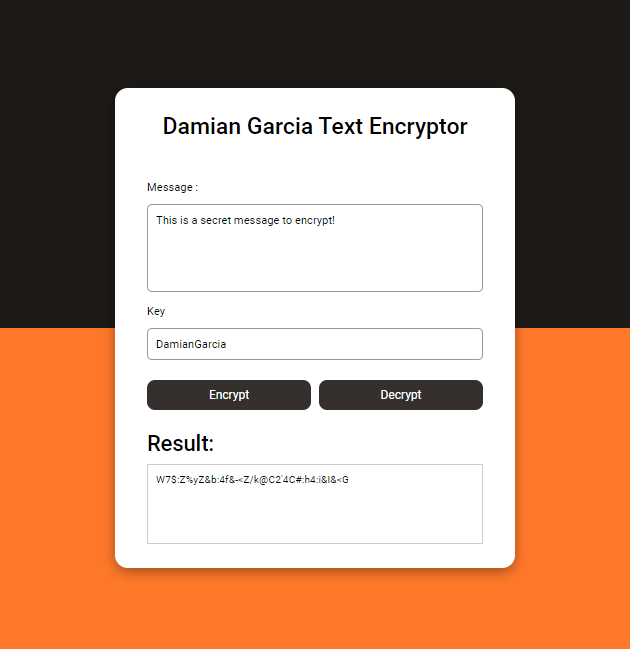 Damian Garcia Text Encryptor
Message :
This is a secret message to encrypt!
Key
DamianGarcia
Encrypt
Decrypt
Result:
W7$:Z%yZ&b:4f&-<Z/k@C2'4C#:h4:i&I&<G